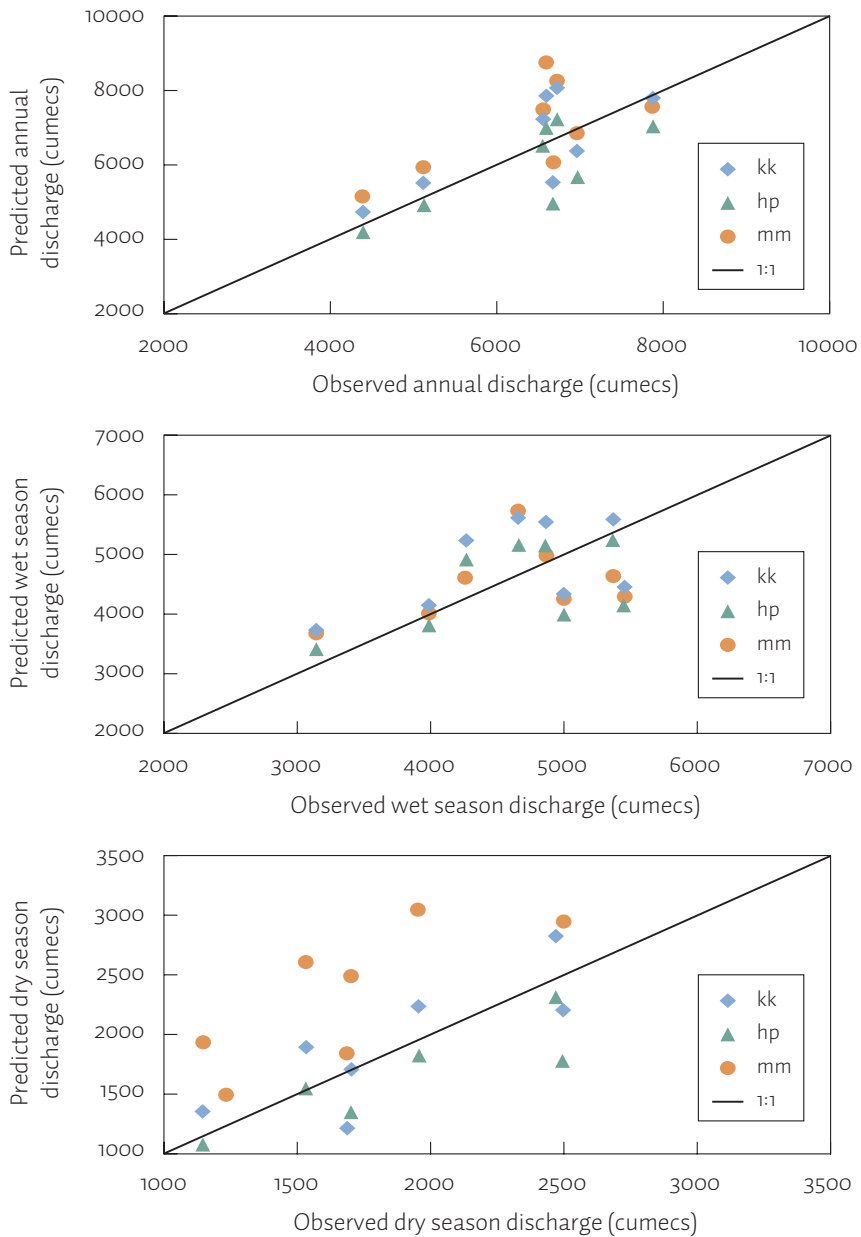 10000
8000
6000
4000
2000
Predicted annual
discharge (cumecs)
kk
hp
mm
1:1
2000 4000 6000 8000 10000
Observed annual discharge (cumecs)
7000
6000
5000
4000
3000
2000
Predicted wet season
discharge (cumecs)
kk
hp
mm
1:1
2000 3000 4000 5000 6000 7000
Observed wet season discharge (cumecs)
3500
3000
2500
2000
1500
1000
Predicted dry season
discharge (cumecs)
kk
hp
mm
1:1
1000 1500 2000 2500 3000 3500
Observed dry season discharge (cumecs)